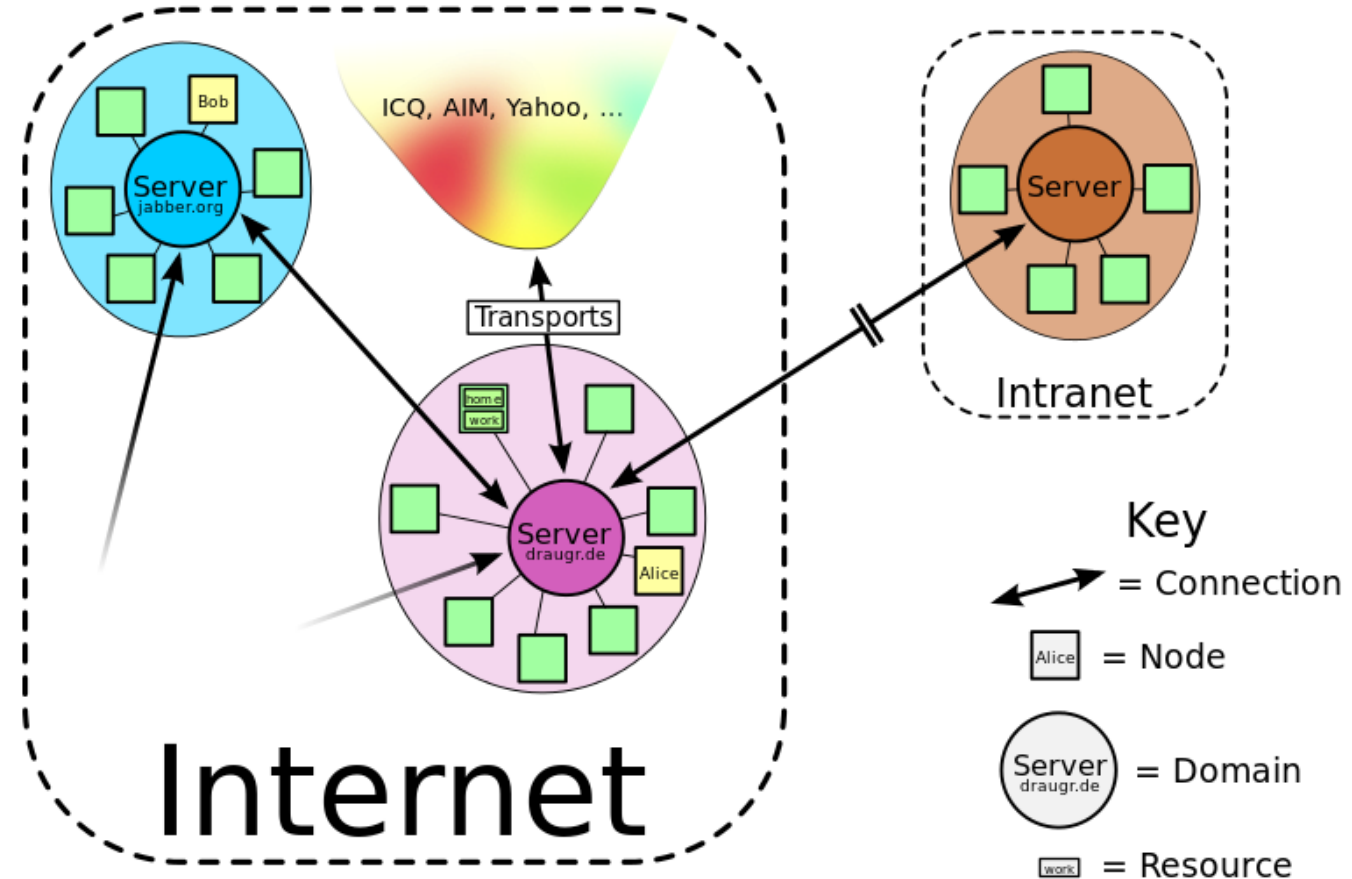 Bob
Server
jabber.org
ICQ, AIM, Yahoo, ...
Server
Intranet
Transports
home
work
Server
draugr.de
Alice
Internet
Key
= Connection
Alice
= Node
Server
draugr.de
= Domain
work
= Resource